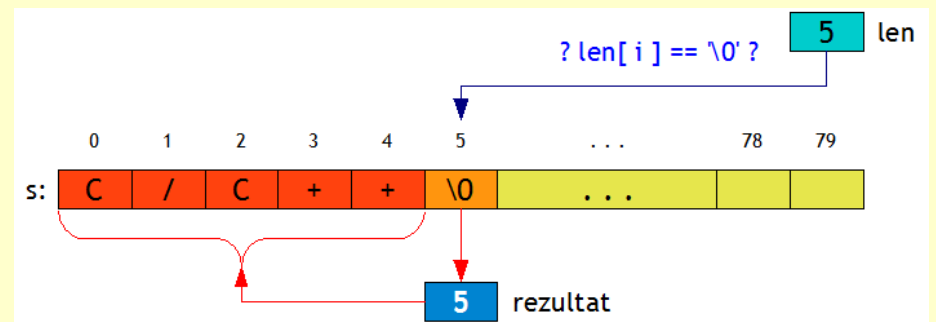 5 len
? len[ i ] == '\0' ?
0 1 2 3 4 5 . . . 78 79
s: C / C + + \0 . . .
5 rezultat